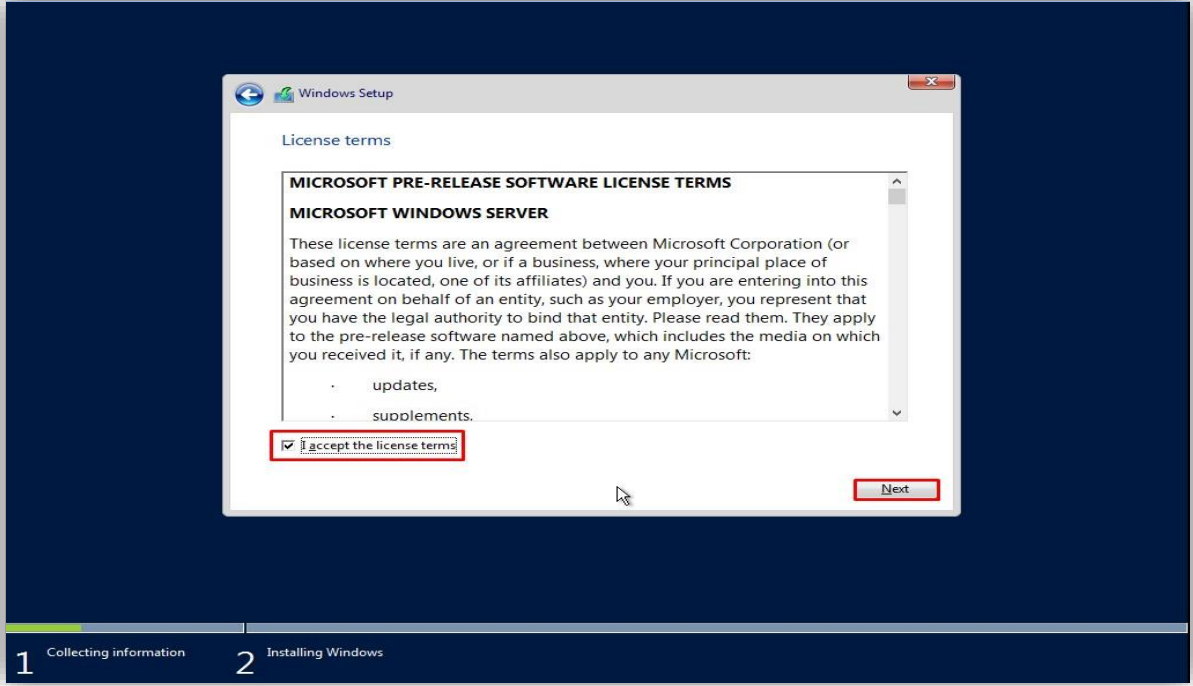 Windows Setup
License terms
MICROSOFT PRE-RELEASE SOFTWARE LICENSE TERMS
MICROSOFT WINDOWS SERVER
These license terms are an agreement between Microsoft Corporation (or
based on where you live, or if a business, where your principal place of
business is located, one of its affiliates) and you. If you are entering into this
agreement on behalf of an entity, such as your employer, you represent that
you have the legal authority to bind that entity. Please read them. They apply
to the pre-release software named above, which includes the media on which
you received it, if any. The terms also apply to any Microsoft:
· updates,
· supplements,
I accept the license terms
Next
1 Collecting information
2 Installing Windows